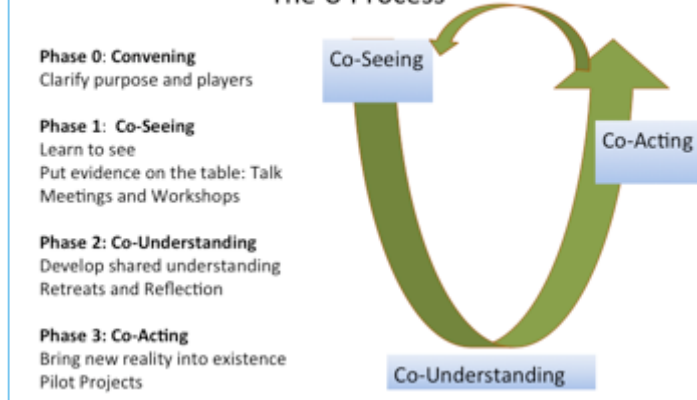 The U Process
Phase 0: Convening
Clarify purpose and players
Phase 1: Co-Seeing
Learn to see
Put evidence on the table: Talk
Meetings and Workshops
Phase 2: Co-Understanding
Develop shared understanding
Retreats and Reflection
Phase 3: Co-Acting
Bring new reality into existence
Pilot Projects
Co-Seeing
Co-Acting
Co-Understanding